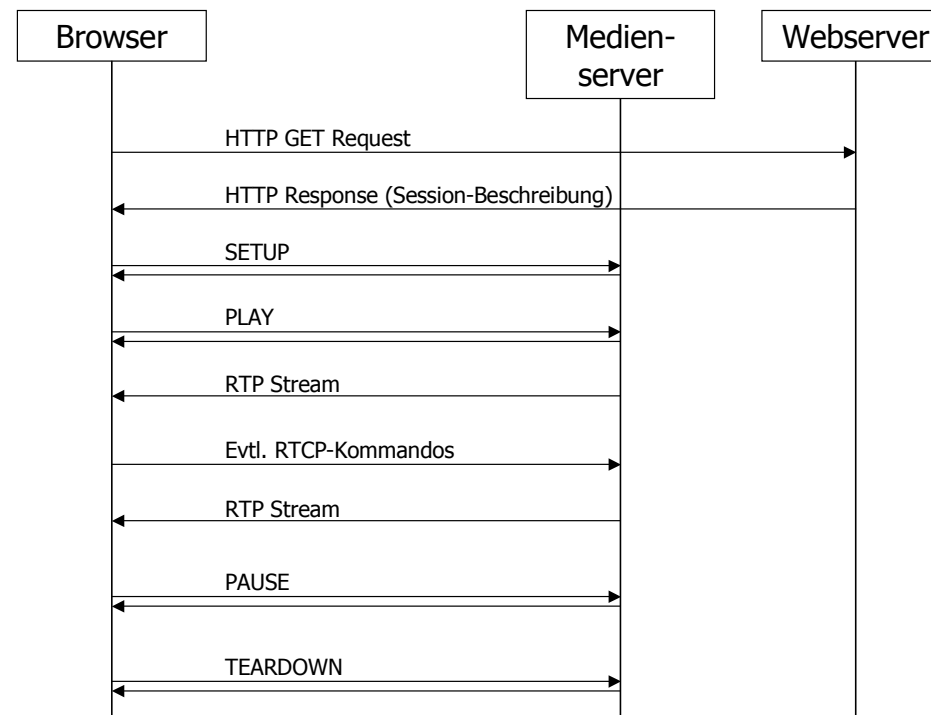 Browser
Medien-
server
Webserver
HTTP GET Request
HTTP Response (Session-Beschreibung)
SETUP
PLAY
RTP Stream
Evtl. RTCP-Kommandos
RTP Stream
PAUSE
TEARDOWN